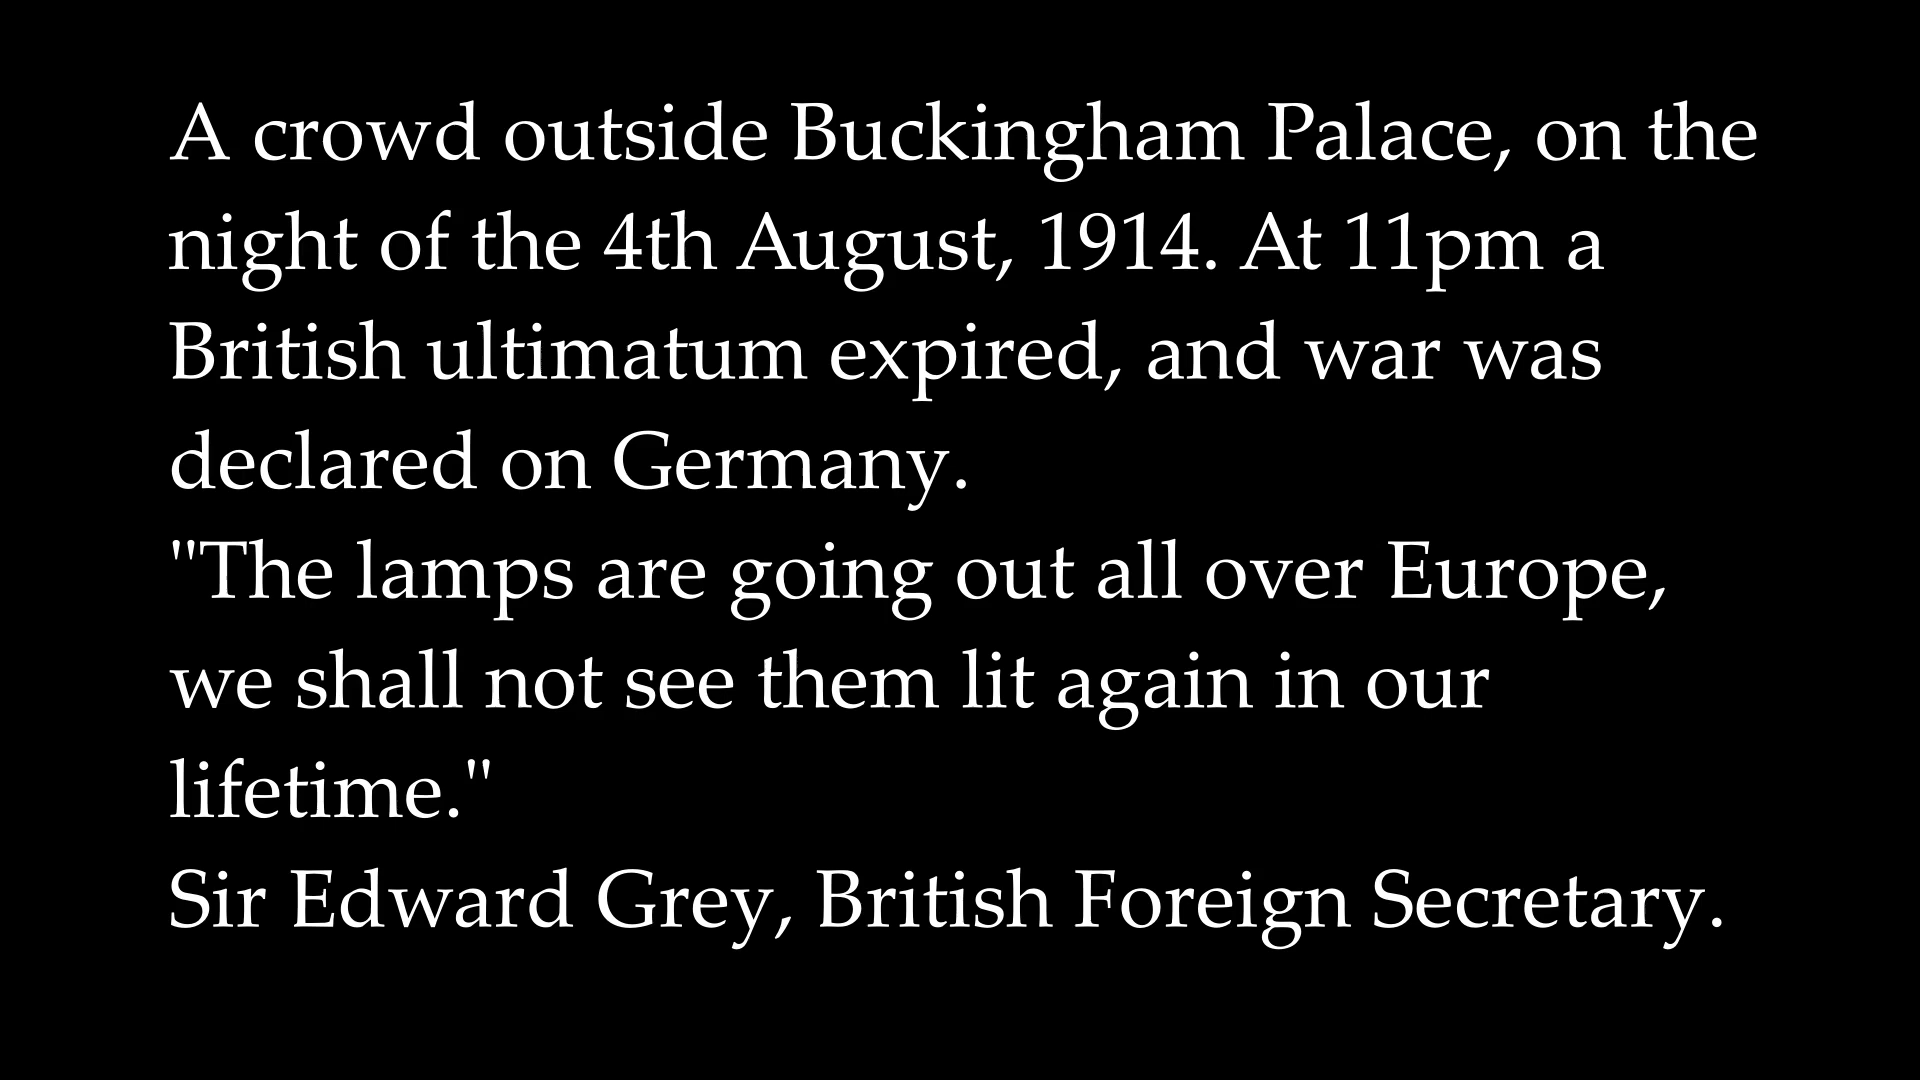 A crowd outside Buckingham Palace, on the
night of the 4th August, 1914. At 11pm a
British ultimatum expired, and war was
declared on Germany.
"The lamps are going out all over Europe,
we shall not see them lit again in our
lifetime."
Sir Edward Grey, British Foreign Secretary.